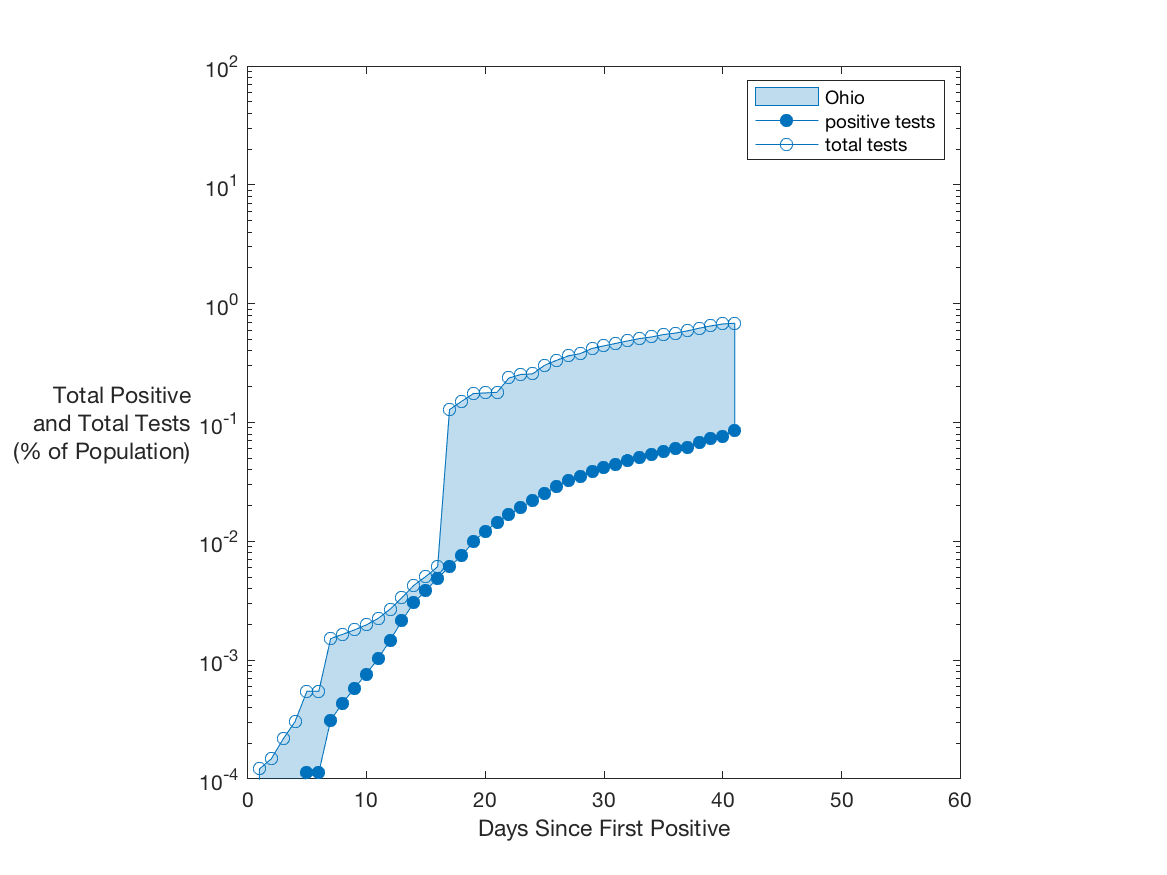 10^2
10^1
10^0
10^-1
10^-2
10^-3
10^-4
Total Positive
and Total Tests
(% of Population)
Ohio
positive tests
total tests
0 10 20 30 40 50 60
Days Since First Positive